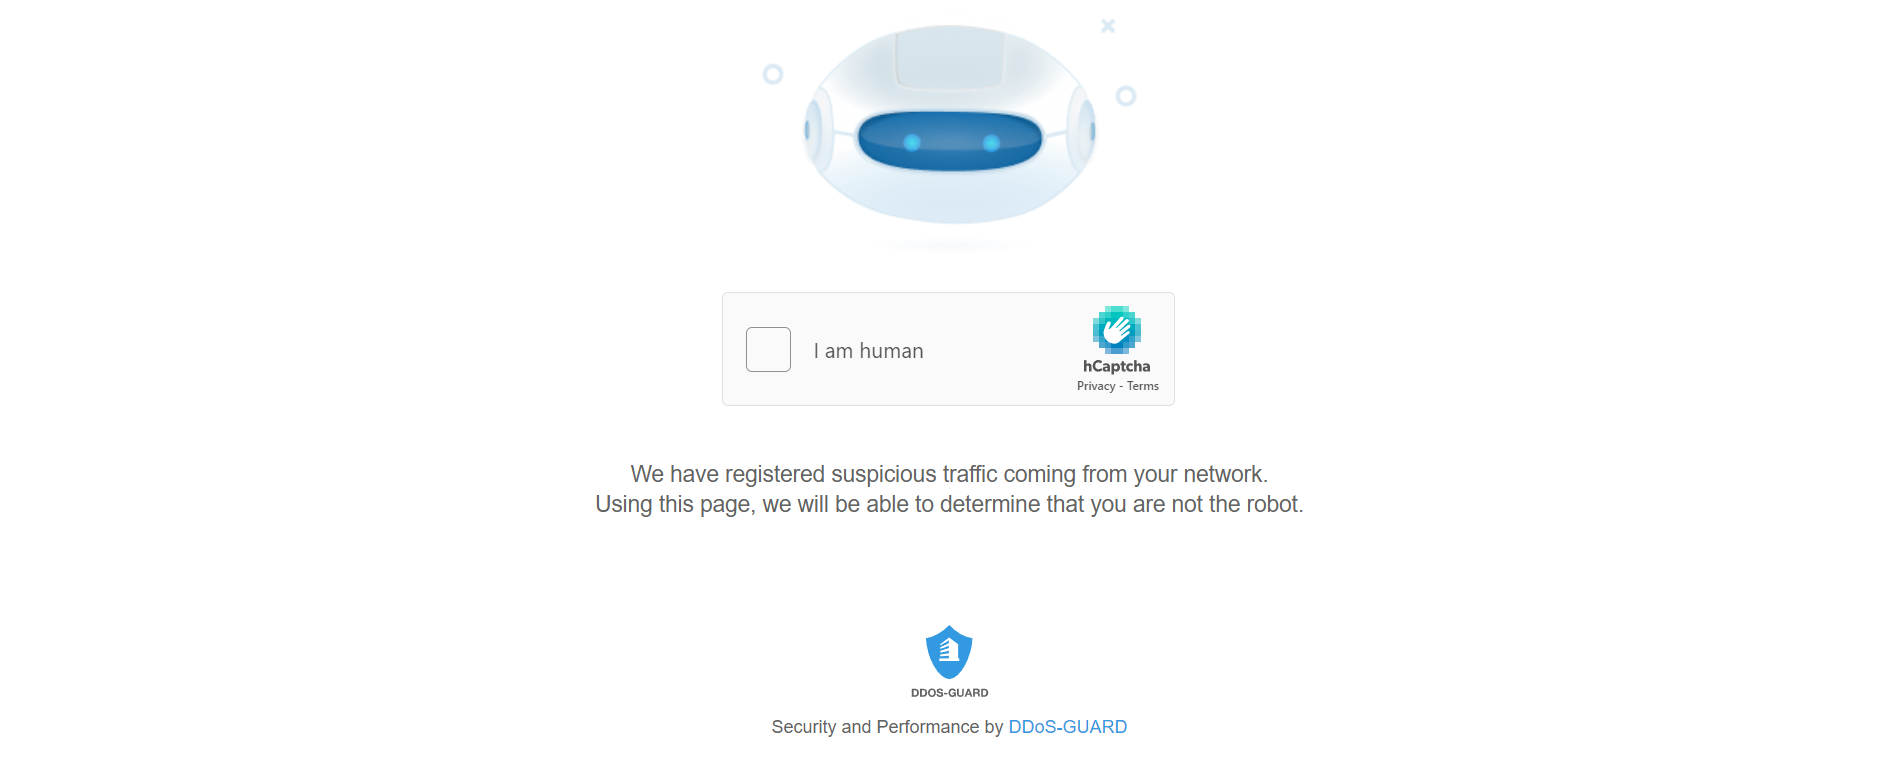 I am human
hCaptcha
Privacy - Terms
We have registered suspicious traffic coming from your network.
Using this page, we will be able to determine that you are not the robot.
DDOS-GUARD
Security and Performance by DDoS-GUARD